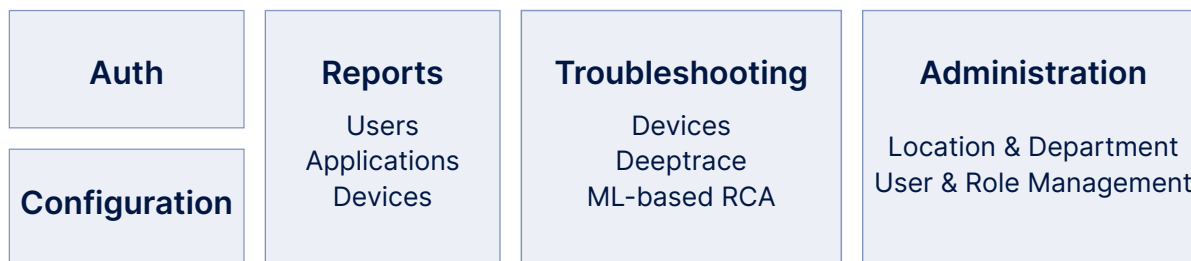 Auth
Configuration
Reports
Users
Applications
Devices
Troubleshooting
Devices
Deeptrace
ML-based RCA
Administration
Location & Department
User & Role Management